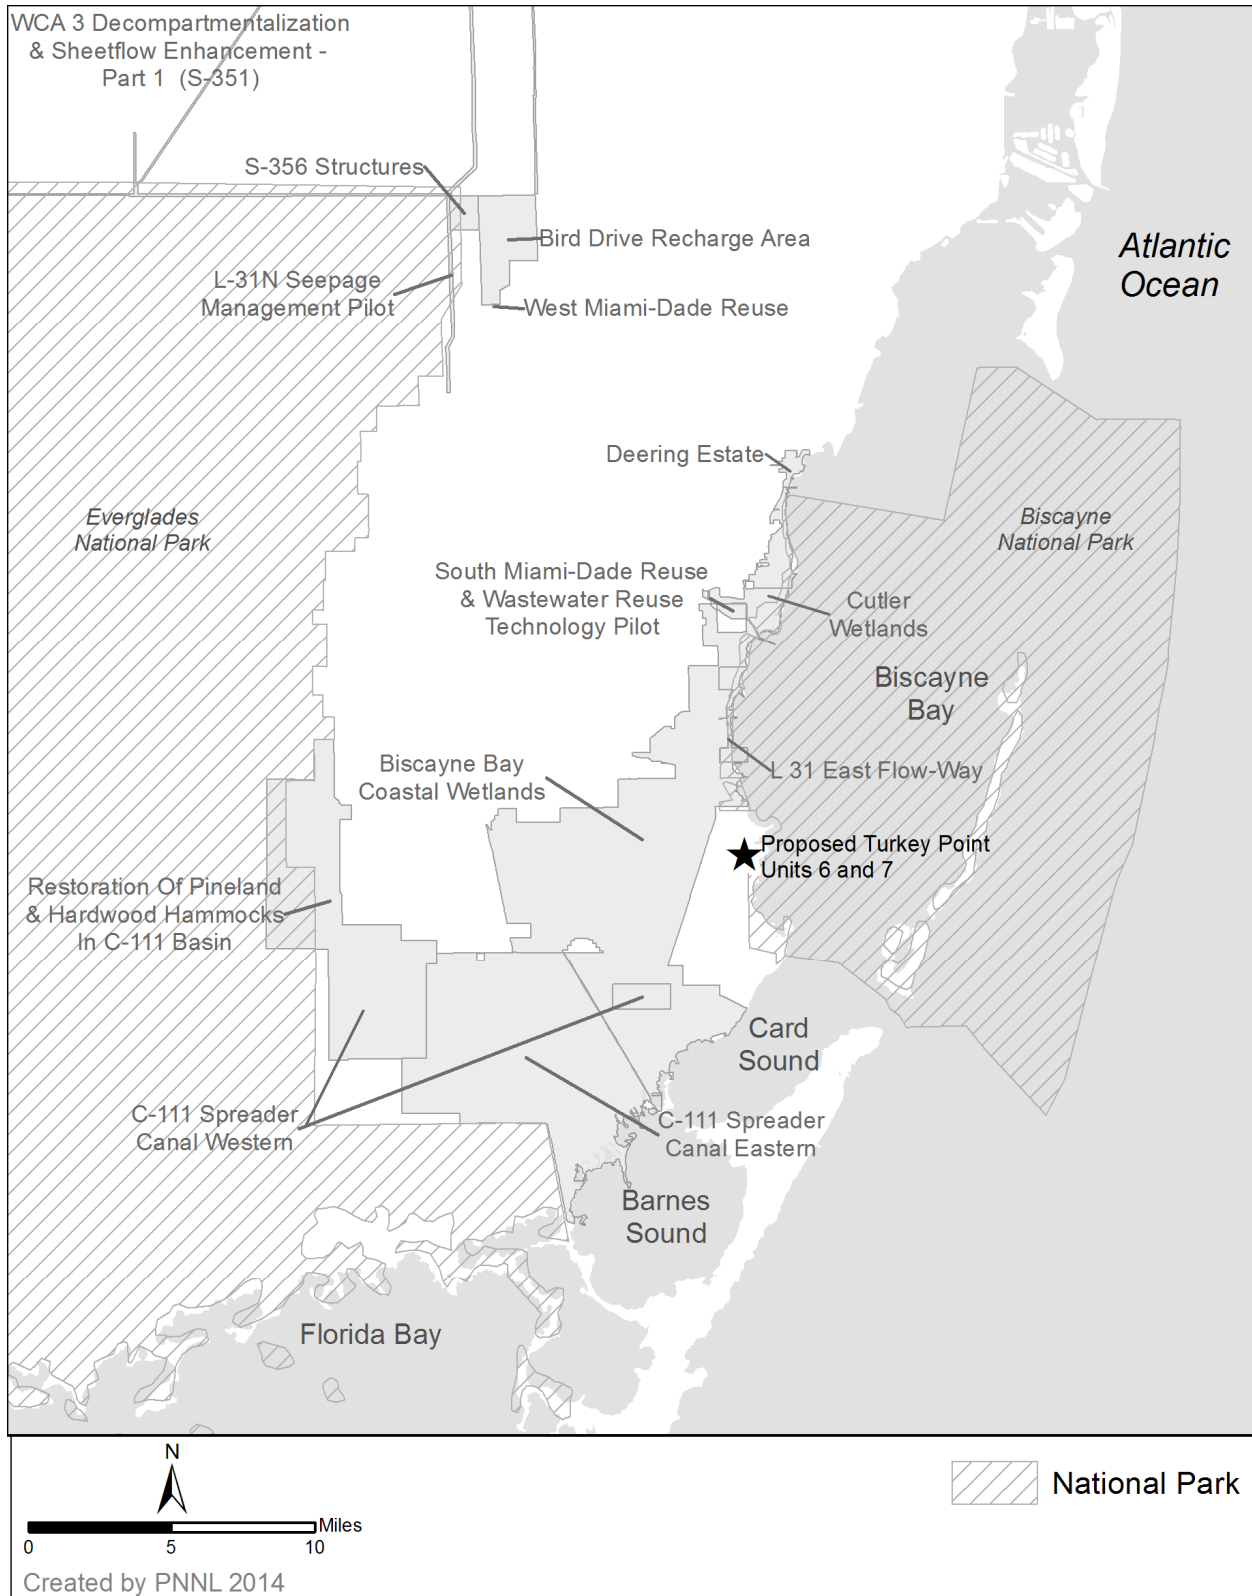 WCA 3 Decompartmentalization
& Sheetflow Enhancement -
Part 1 (S-351)
S-356 Structures
Bird Drive Recharge Area
Atlantic
Ocean
L-31N Seepage
Management Pilot
West Miami-Dade Reuse
Deering Estate
Everglades
National Park
Biscayne
National Park
South Miami-Dade Reuse
& Wastewater Reuse
Technology Pilot
Cutler
Wetlands
Biscayne
Bay
Biscayne Bay
Coastal Wetlands
L 31 East Flow-Way
Proposed Turkey Point
Units 6 and 7
Restoration Of Pineland
& Hardwood Hammocks
In C-111 Basin
Card
Sound
C-111 Spreader
Canal Western
C-111 Spreader
Canal Eastern
Barnes
Sound
Florida Bay
N
Miles
0 5 10
National Park
Created by PNNL 2014